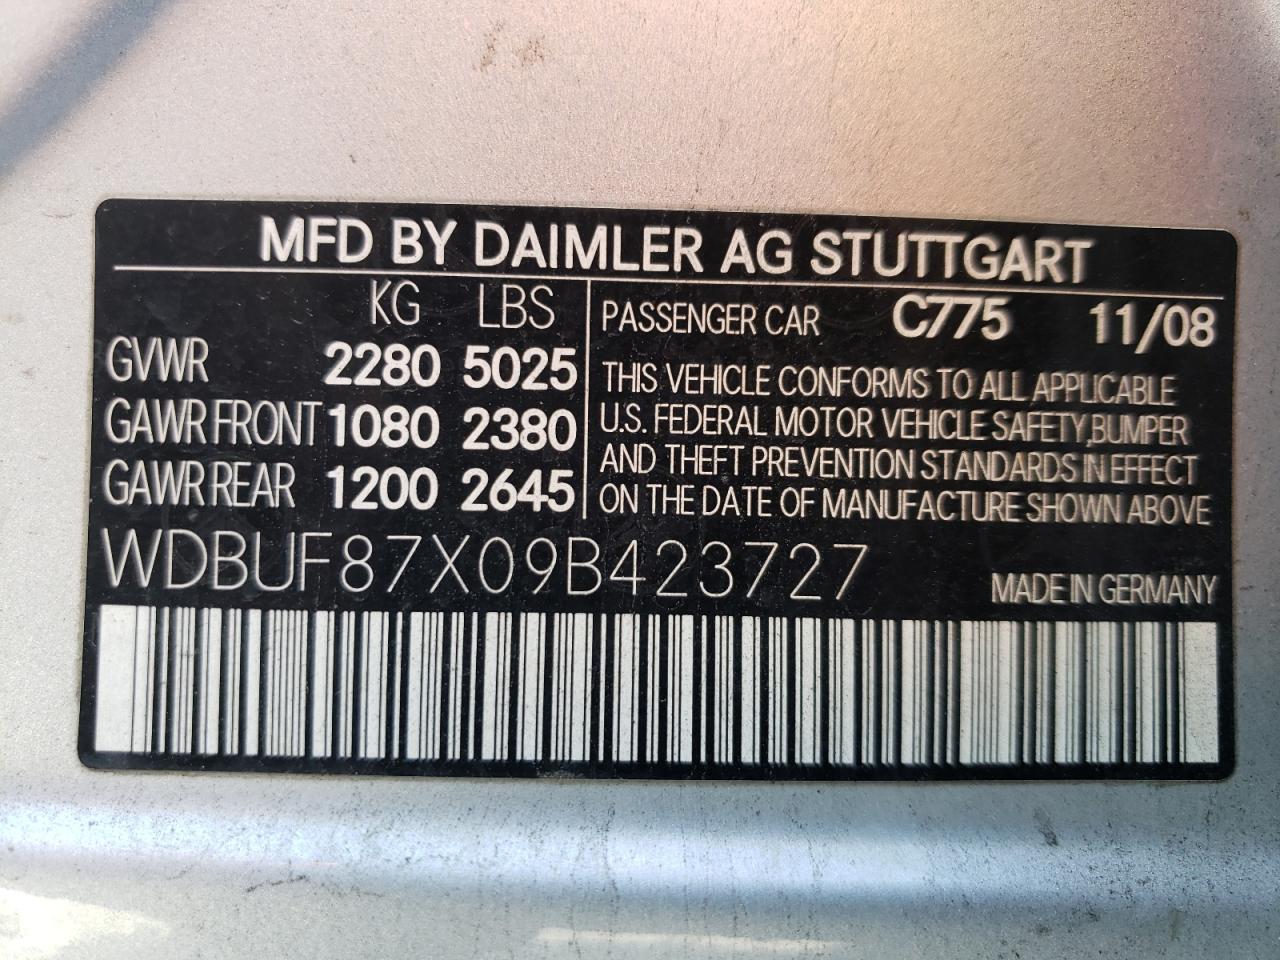 MFD BY DAIMLER AG STUTTGART
KG LBS
GVWR 2280 5025
GAWR FRONT 1080 2380
GAWR REAR 1200 2645
PASSENGER CAR C775 11/08
THIS VEHICLE CONFORMS TO ALL APPLICABLE
U.S. FEDERAL MOTOR VEHICLE SAFETY,BUMPER
AND THEFT PREVENTION STANDARDS IN EFFECT
ON THE DATE OF MANUFACTURE SHOWN ABOVE
WDBUF87X09B423727
MADE IN GERMANY